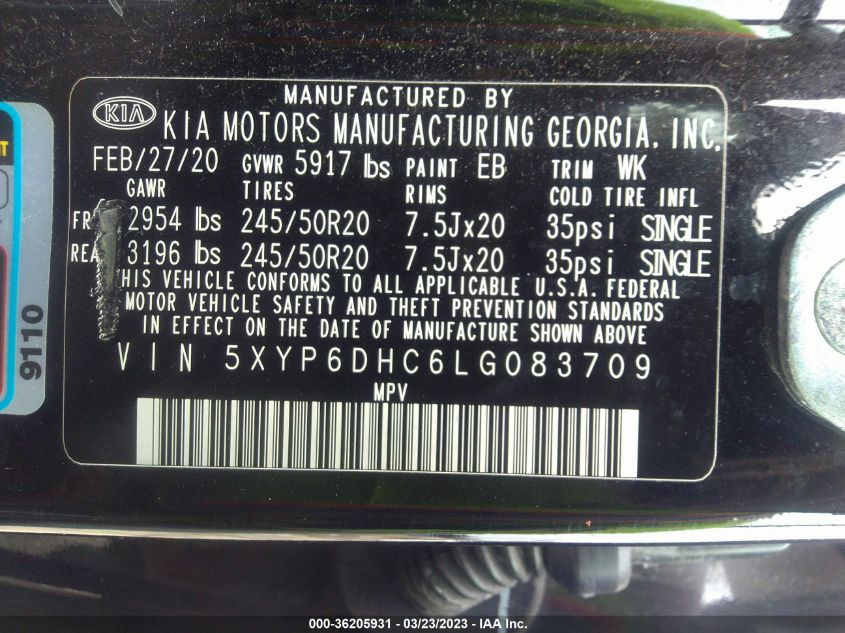 MANUFACTURED BY
KIA KIA MOTORS MANUFACTURING GEORGIA, INC.
FEB/27/20 GVWR 5917 lbs PAINT EB TRIM WK
GAWR TIRES RIMS COLD TIRE INFL
FR 2954 lbs 245/50R20 7.5Jx20 35psi SINGLE
REA 3196 lbs 245/50R20 7.5Jx20 35psi SINGLE
HIS VEHICLE CONFORMS TO ALL APPLICABLE U.S.A. FEDERAL
MOTOR VEHICLE SAFETY AND THEFT PREVENTION STANDARDS
IN EFFECT ON THE DATE OF MANUFACTURE SHOWN ABOVE
VIN 5XYP6DHC6LG083709
MPV
9110
000-36205931 - 03/23/2023 - IAA Inc.